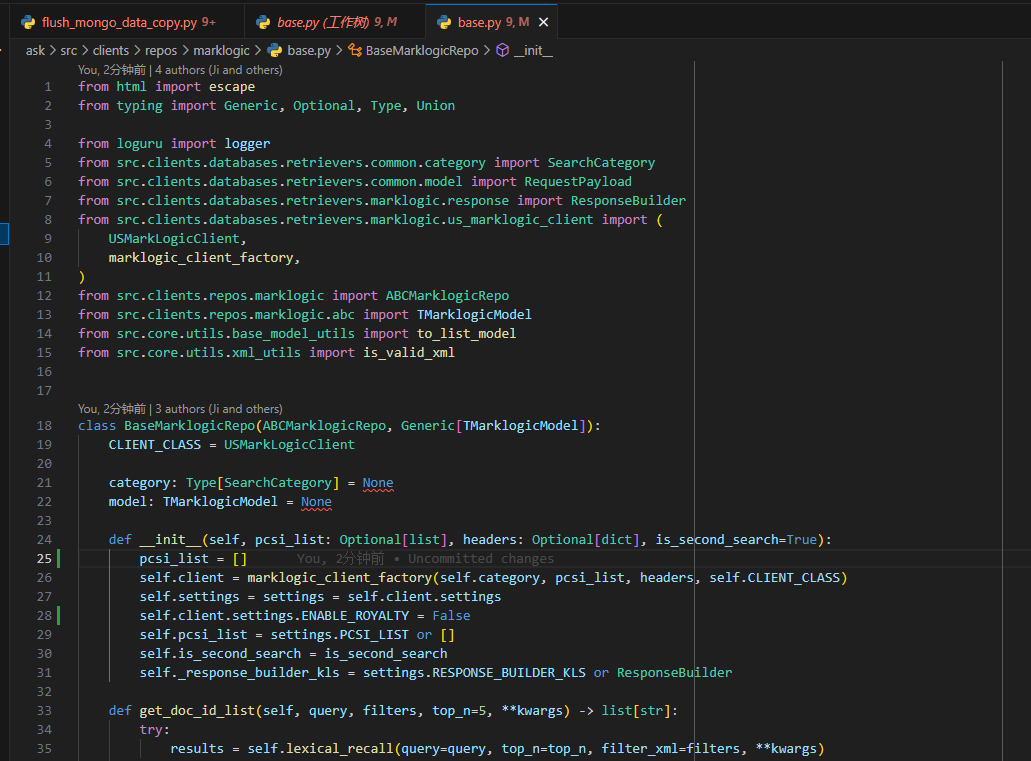 flush_mongo_data_copy.py 9+
base.py (工作树) 9, M
base.py 9, M
ask > src > clients > repos > marklogic > base.py > BaseMarklogicRepo > __init__
You, 2分钟前 | 4 authors (Ji and others)
1 from html import escape
2 from typing import Generic, Optional, Type, Union
3
4 from loguru import logger
5 from src.clients.databases.retrievers.common.category import SearchCategory
6 from src.clients.databases.retrievers.common.model import RequestPayload
7 from src.clients.databases.retrievers.marklogic.response import ResponseBuilder
8 from src.clients.databases.retrievers.marklogic.us_marklogic_client import (
9     USMarkLogicClient,
10     marklogic_client_factory,
11 )
12 from src.clients.repos.marklogic import ABCMarklogicRepo
13 from src.clients.repos.marklogic.abc import TMarklogicModel
14 from src.core.utils.base_model_utils import to_list_model
15 from src.core.utils.xml_utils import is_valid_xml
16
17
You, 2分钟前 | 3 authors (Ji and others)
18 class BaseMarklogicRepo(ABCMarklogicRepo, Generic[TMarklogicModel]):
19     CLIENT_CLASS = USMarkLogicClient
20
21     category: Type[SearchCategory] = None
22     model: TMarklogicModel = None
23
24     def __init__(self, pcsi_list: Optional[list], headers: Optional[dict], is_second_search=True):
25         pcsi_list = []     You, 2分钟前 • Uncommitted changes
26         self.client = marklogic_client_factory(self.category, pcsi_list, headers, self.CLIENT_CLASS)
27         self.settings = settings = self.client.settings
28         self.client.settings.ENABLE_ROYALTY = False
29         self.pcsi_list = settings.PCSI_LIST or []
30         self.is_second_search = is_second_search
31         self._response_builder_kls = settings.RESPONSE_BUILDER_KLS or ResponseBuilder
32
33     def get_doc_id_list(self, query, filters, top_n=5, **kwargs) -> list[str]:
34         try:
35             results = self.lexical_recall(query=query, top_n=top_n, filter_xml=filters, **kwargs)